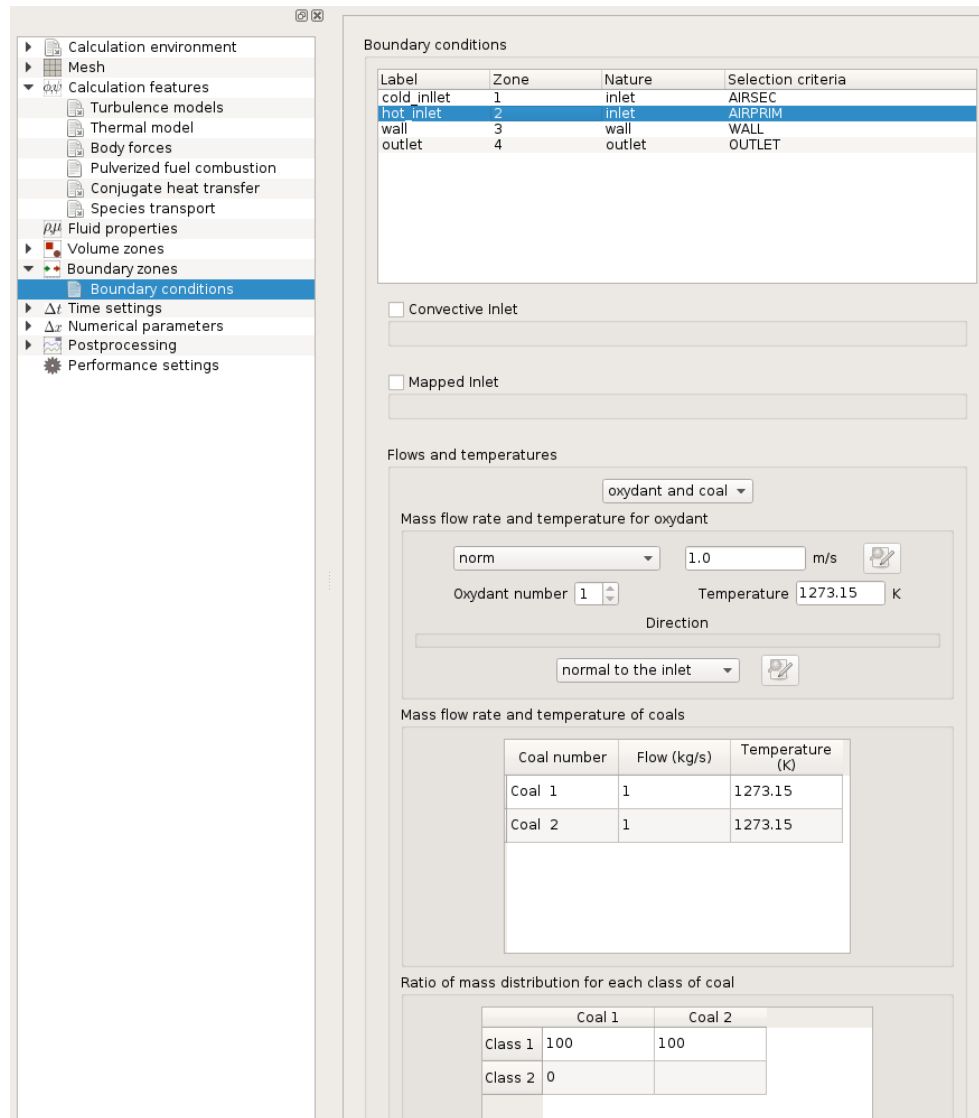 Calculation environment
Mesh
φαψ Calculation features
Turbulence models
Thermal model
Body forces
Pulverized fuel combustion
Conjugate heat transfer
Species transport
ρμ Fluid properties
Volume zones
Boundary zones
Boundary conditions
Δt Time settings
Δx Numerical parameters
Postprocessing
Performance settings
Boundary conditions
Label Zone Nature Selection criteria
cold_inllet 1 inlet AIRSEC
hot_inlet 2 inlet AIRPRIM
wall 3 wall WALL
outlet 4 outlet OUTLET
Convective Inlet
Mapped Inlet
Flows and temperatures
oxydant and coal
Mass flow rate and temperature for oxydant
norm 1.0 m/s
Oxydant number 1 Temperature 1273.15 K
Direction
normal to the inlet
Mass flow rate and temperature of coals
Coal number Flow (kg/s) Temperature (K)
Coal 1 1 1273.15
Coal 2 1 1273.15
Ratio of mass distribution for each class of coal
Coal 1 Coal 2
Class 1 100 100
Class 2 0